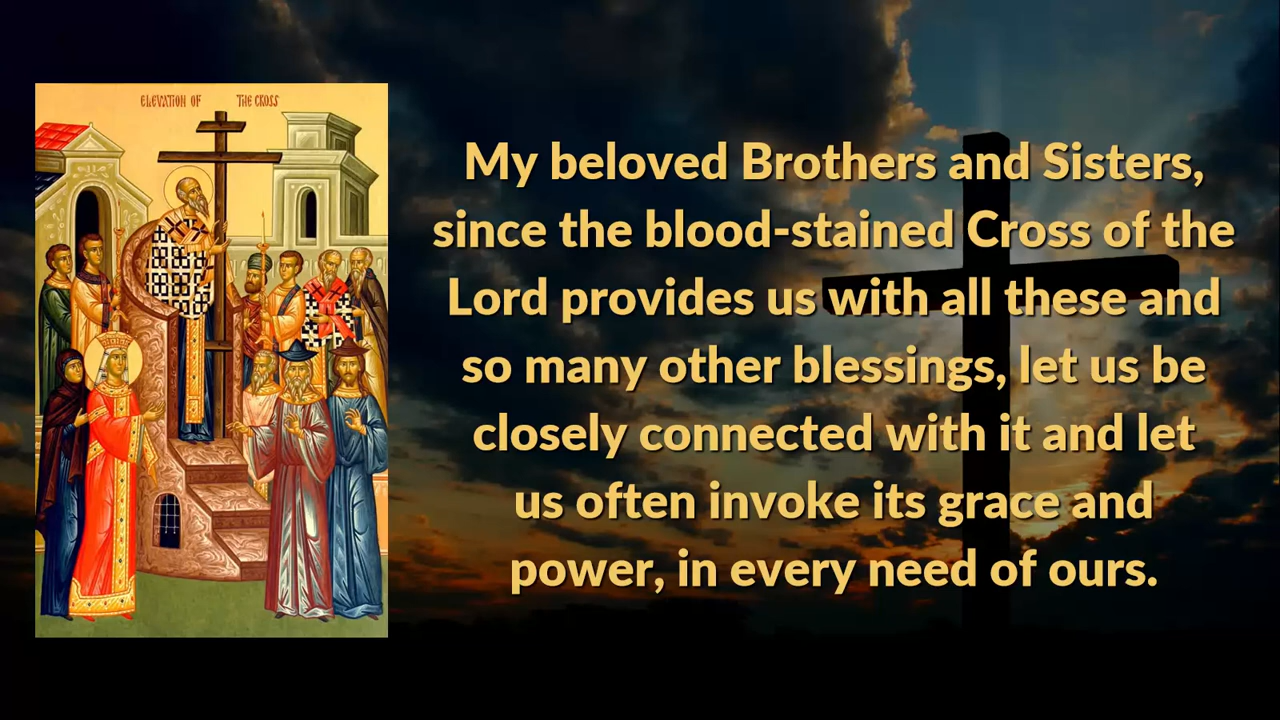 ELEVATION OF THE CROSS
My beloved Brothers and Sisters,
since the blood-stained Cross of the
Lord provides us with all these and
so many other blessings, let us be
closely connected with it and let
us often invoke its grace and
power, in every need of ours.